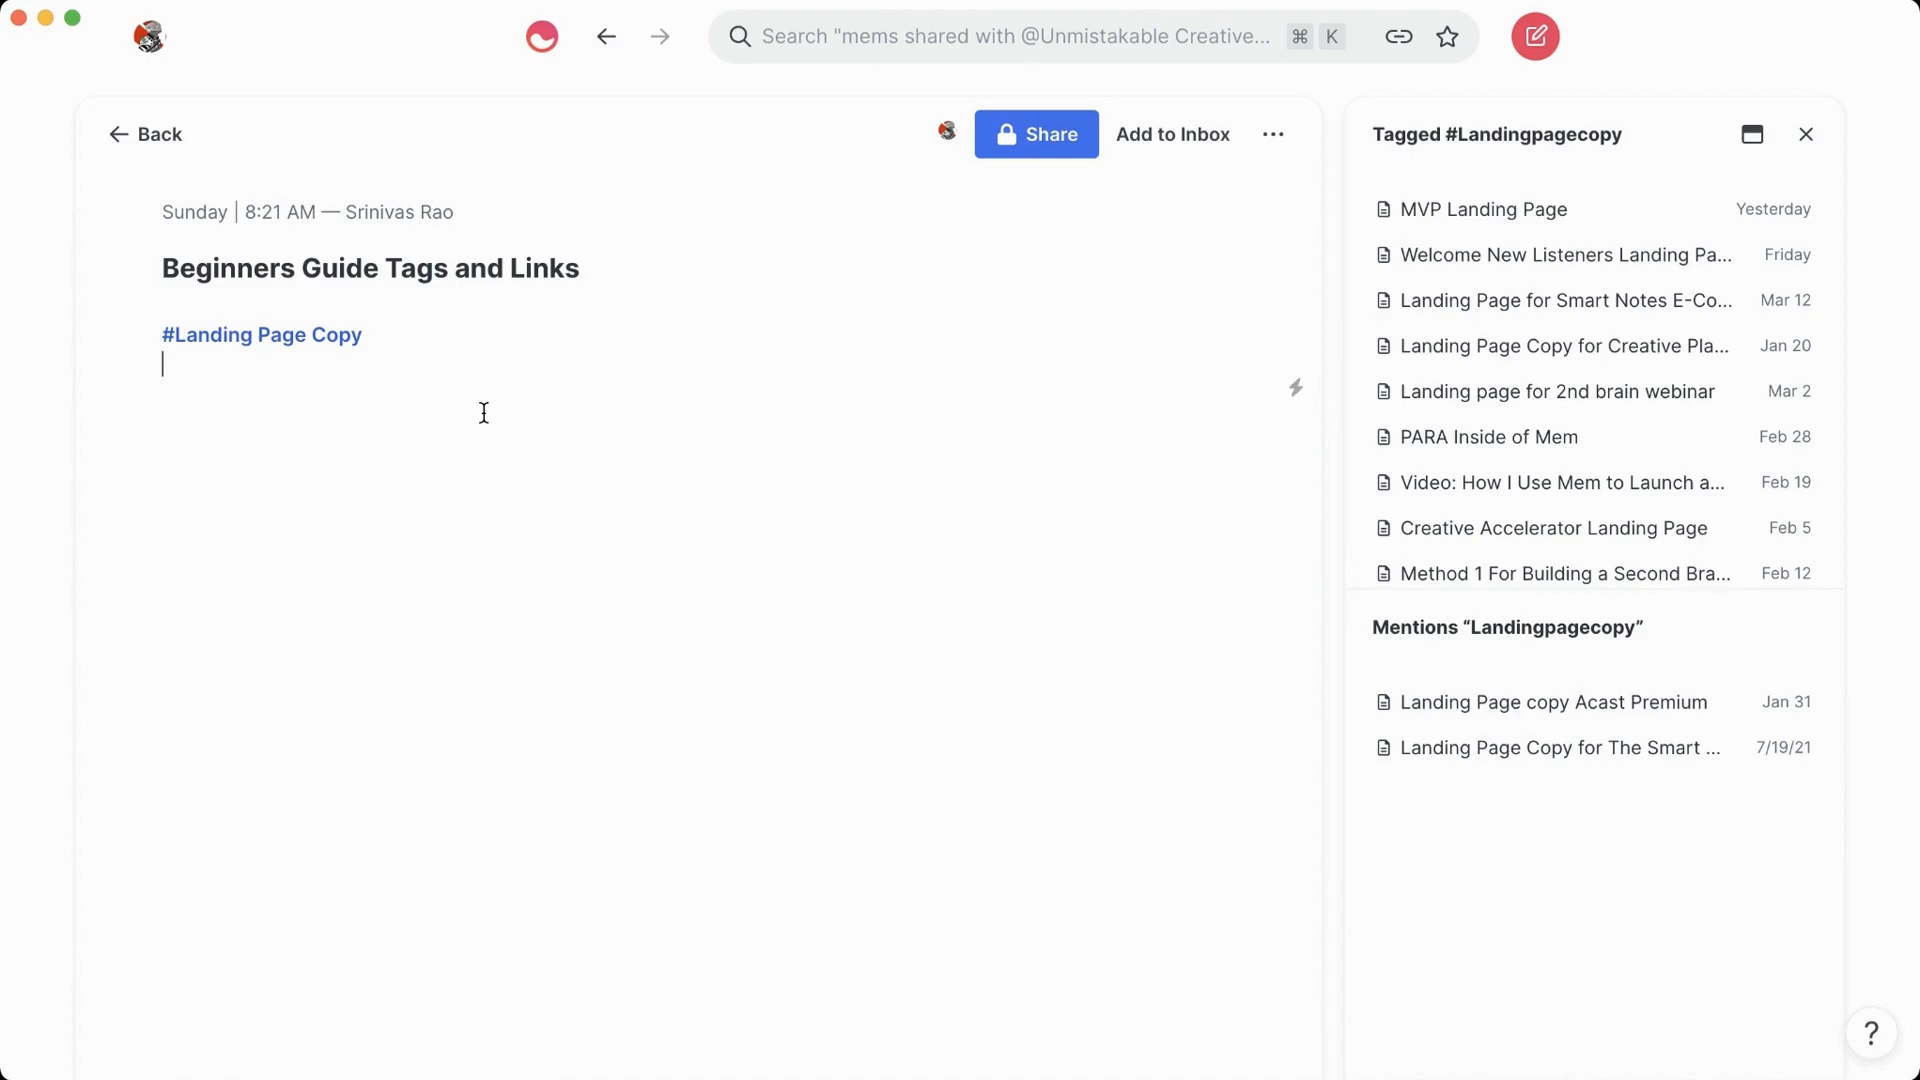 Search "mems shared with @Unmistakable Creative... ⌘ K
← Back
Share
Add to Inbox
Sunday | 8:21 AM — Srinivas Rao
Beginners Guide Tags and Links
#Landing Page Copy
Tagged #Landingpagecopy
MVP Landing Page Yesterday
Welcome New Listeners Landing Pa... Friday
Landing Page for Smart Notes E-Co... Mar 12
Landing Page Copy for Creative Pla... Jan 20
Landing page for 2nd brain webinar Mar 2
PARA Inside of Mem Feb 28
Video: How I Use Mem to Launch a... Feb 19
Creative Accelerator Landing Page Feb 5
Method 1 For Building a Second Bra... Feb 12
Mentions “Landingpagecopy”
Landing Page copy Acast Premium Jan 31
Landing Page Copy for The Smart ... 7/19/21
?